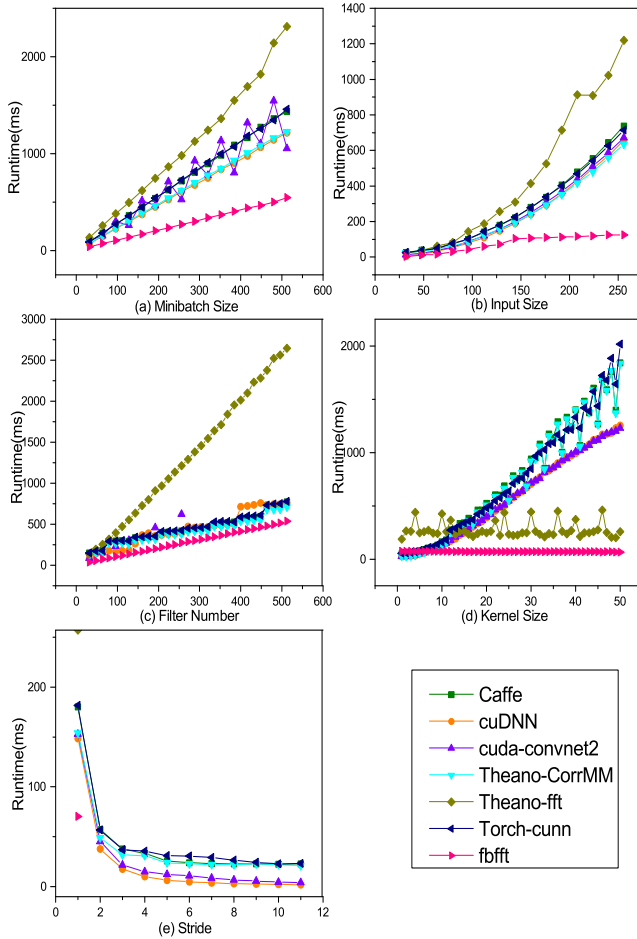 Runtime(ms)
2000
1000
0
0 100 200 300 400 500 600
(a) Minibatch Size
Runtime(ms)
1400
1200
1000
800
600
400
200
0
0 50 100 150 200 250
(b) Input Size
Runtime(ms)
3000
2500
2000
1500
1000
500
0
0 100 200 300 400 500 600
(c) Filter Number
Runtime(ms)
2000
1000
0
0 10 20 30 40 50
(d) Kernel Size
Runtime(ms)
200
100
0
0 2 4 6 8 10 12
(e) Stride
Caffe
cuDNN
cuda-convnet2
Theano-CorrMM
Theano-fft
Torch-cunn
fbfft